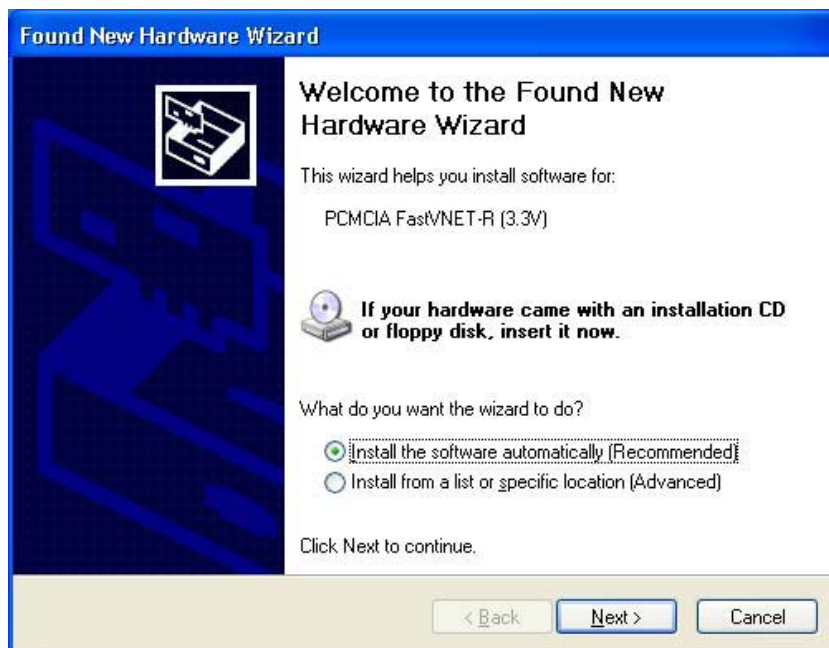 Found New Hardware Wizard
Welcome to the Found New
Hardware Wizard
This wizard helps you install software for:
PCMCIA FastVNET-R (3.3V)
If your hardware came with an installation CD
or floppy disk, insert it now.
What do you want the wizard to do?
Install the software automatically (Recommended)
Install from a list or specific location (Advanced)
Click Next to continue.
< Back Next > Cancel